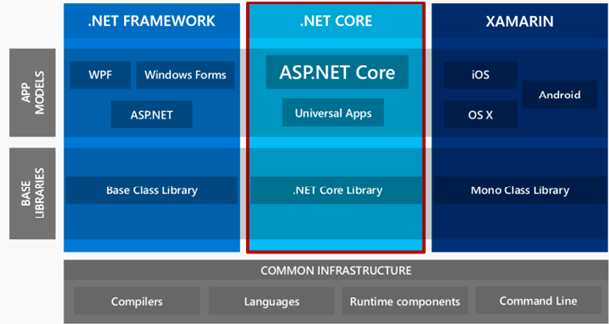 .NET FRAMEWORK
.NET CORE
XAMARIN
APP
MODELS
WPF
Windows Forms
ASP.NET
ASP.NET Core
Universal Apps
iOS
Android
OS X
BASE
LIBRARIES
Base Class Library
.NET Core Library
Mono Class Library
COMMON INFRASTRUCTURE
Compilers
Languages
Runtime components
Command Line